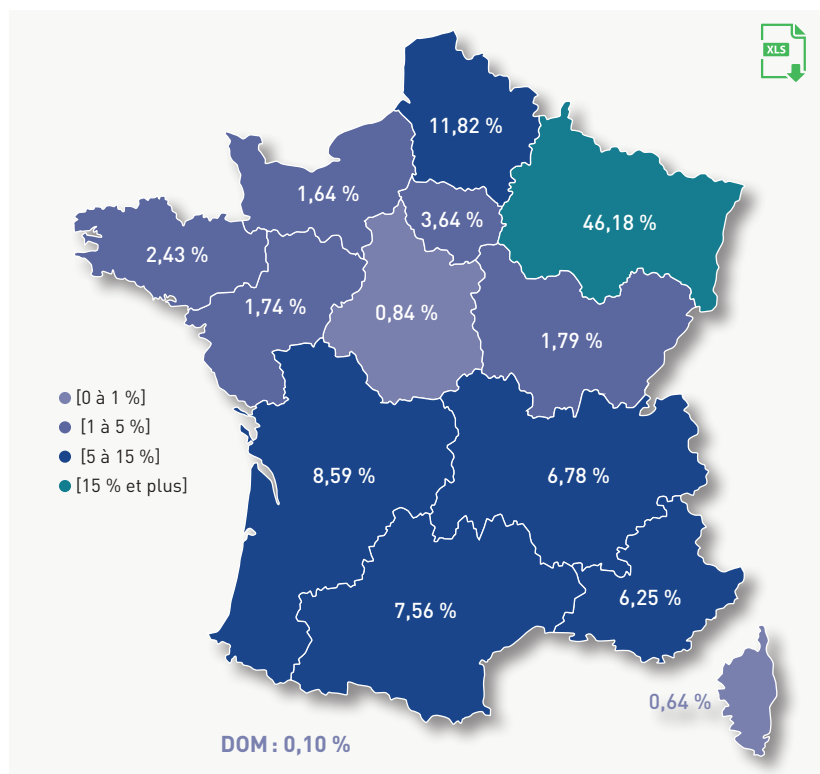 XLS
11,82 %
1,64 %
3,64 %
46,18 %
2,43 %
1,74 %
0,84 %
1,79 %
[0 à 1 %]
[1 à 5 %]
[5 à 15 %]
[15 % et plus]
8,59 %
6,78 %
7,56 %
6,25 %
0,64 %
DOM : 0,10 %